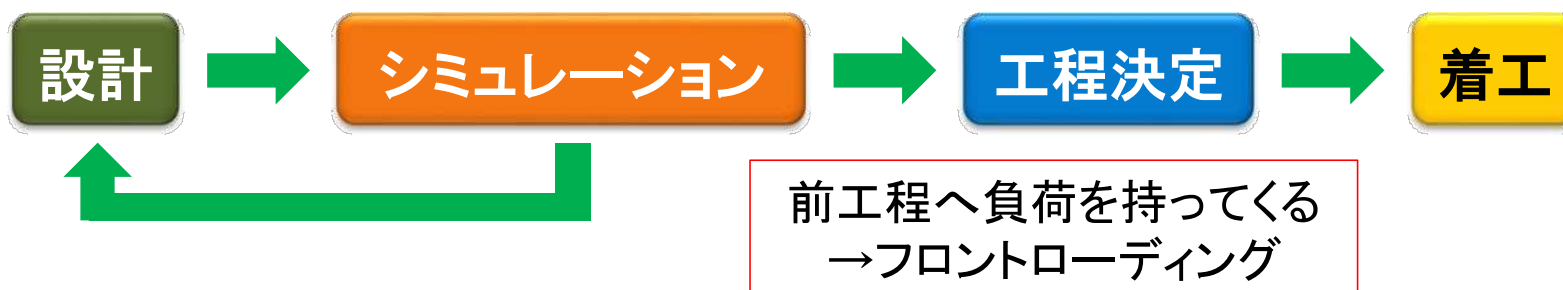 設計
シミュレーション
工程決定
着工
前工程へ負荷を持ってくる
→フロントローディング